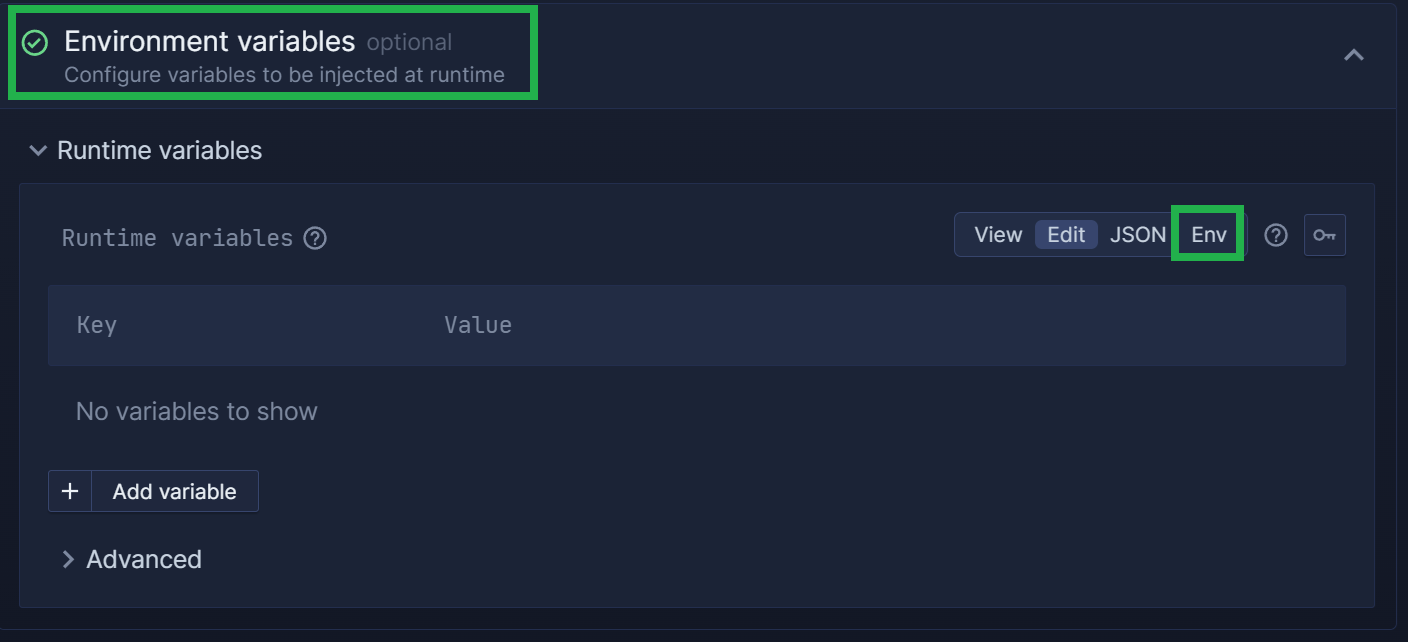 Environment variables optional
Configure variables to be injected at runtime
Runtime variables
Runtime variables
View Edit JSON Env
Key Value
No variables to show
Add variable
Advanced